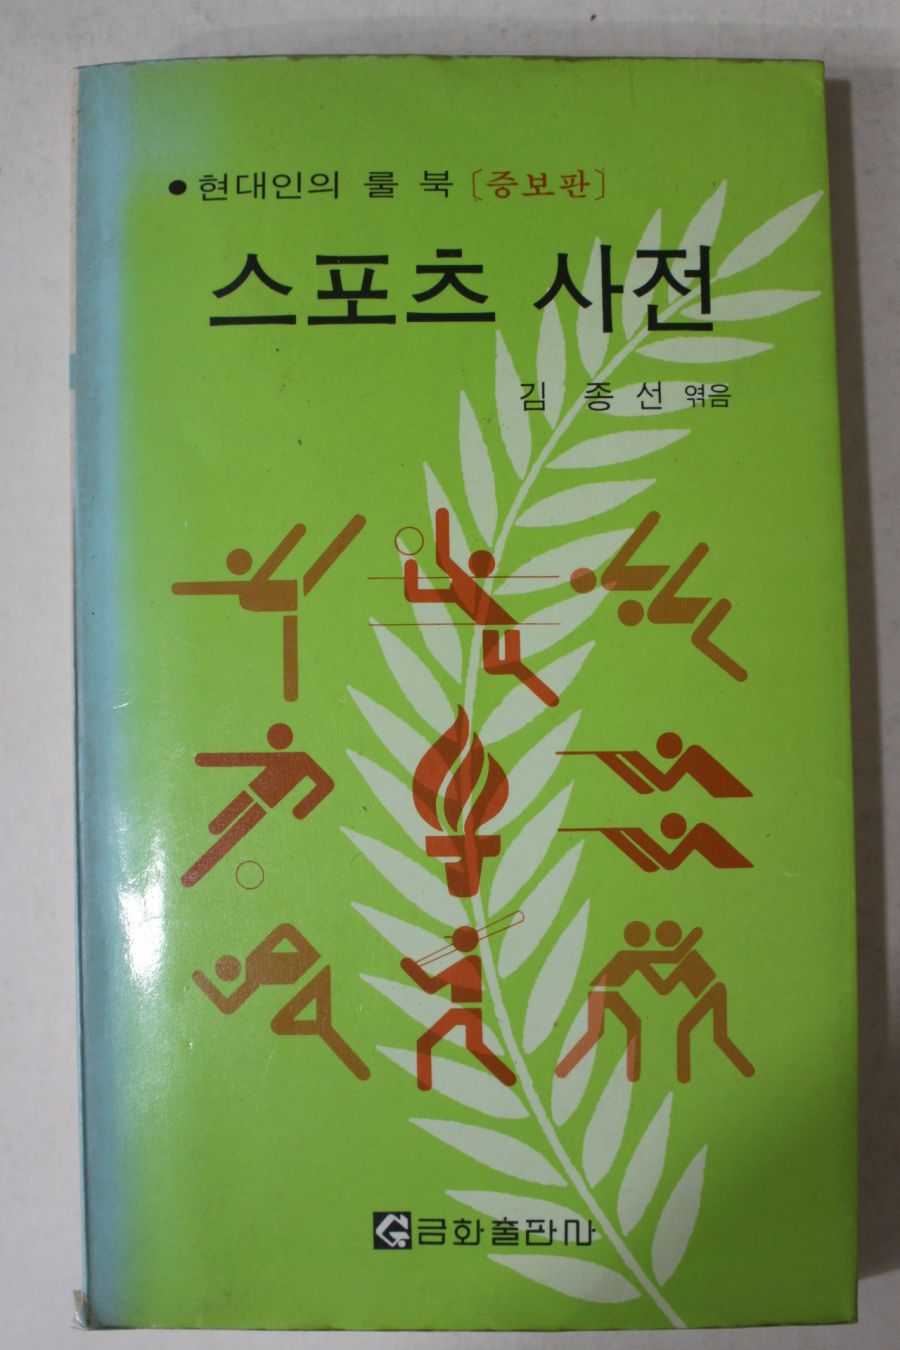 ● 현대인의 룰 북 [증보판]
스포츠 사전
김 종 선 엮음
금화출판사